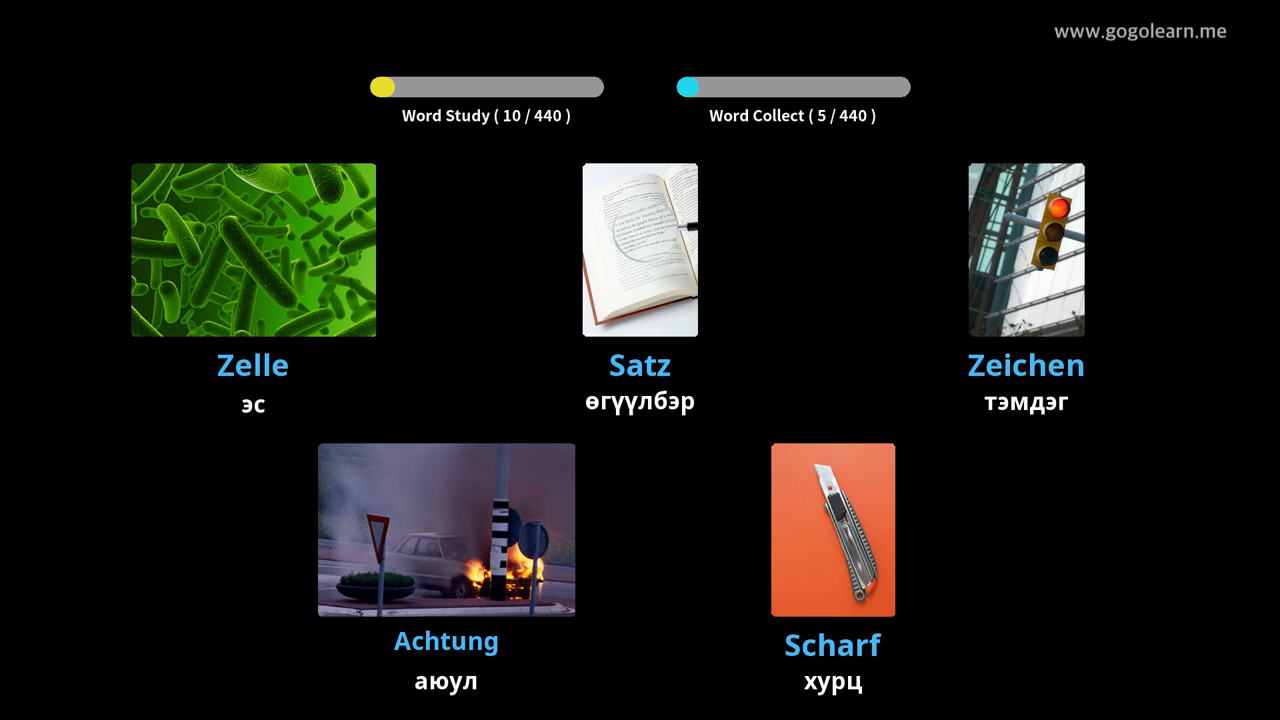 www.gogolearn.me
Word Study ( 10 / 440 )
Word Collect ( 5 / 440 )
Zelle
Satz
Zeichen
эс
өгүүлбэр
тэмдэг
Achtung
Scharf
аюул
хурц